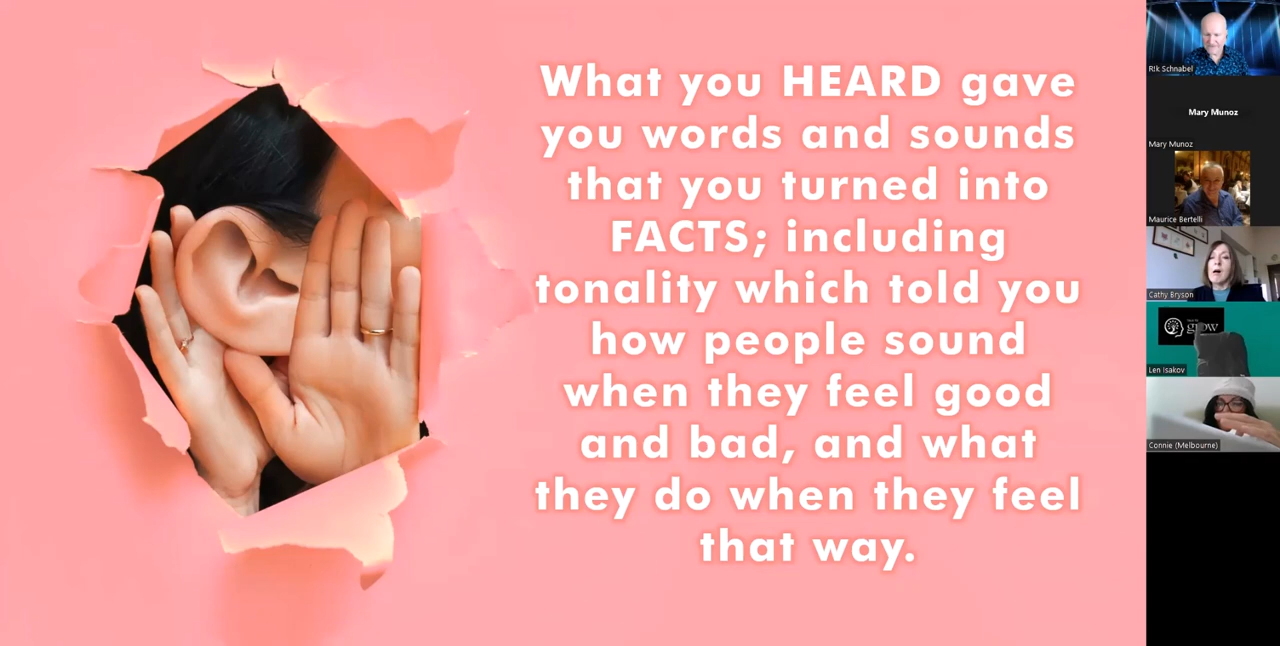 What you HEARD gave
you words and sounds
that you turned into
FACTS; including
tonality which told you
how people sound
when they feel good
and bad, and what
they do when they feel
that way.
Rik Schnabel
Mary Munoz
Mary Munoz
Maurice Bertelli
Cathy Bryson
grow
Len Isakov
Connie (Melbourne)